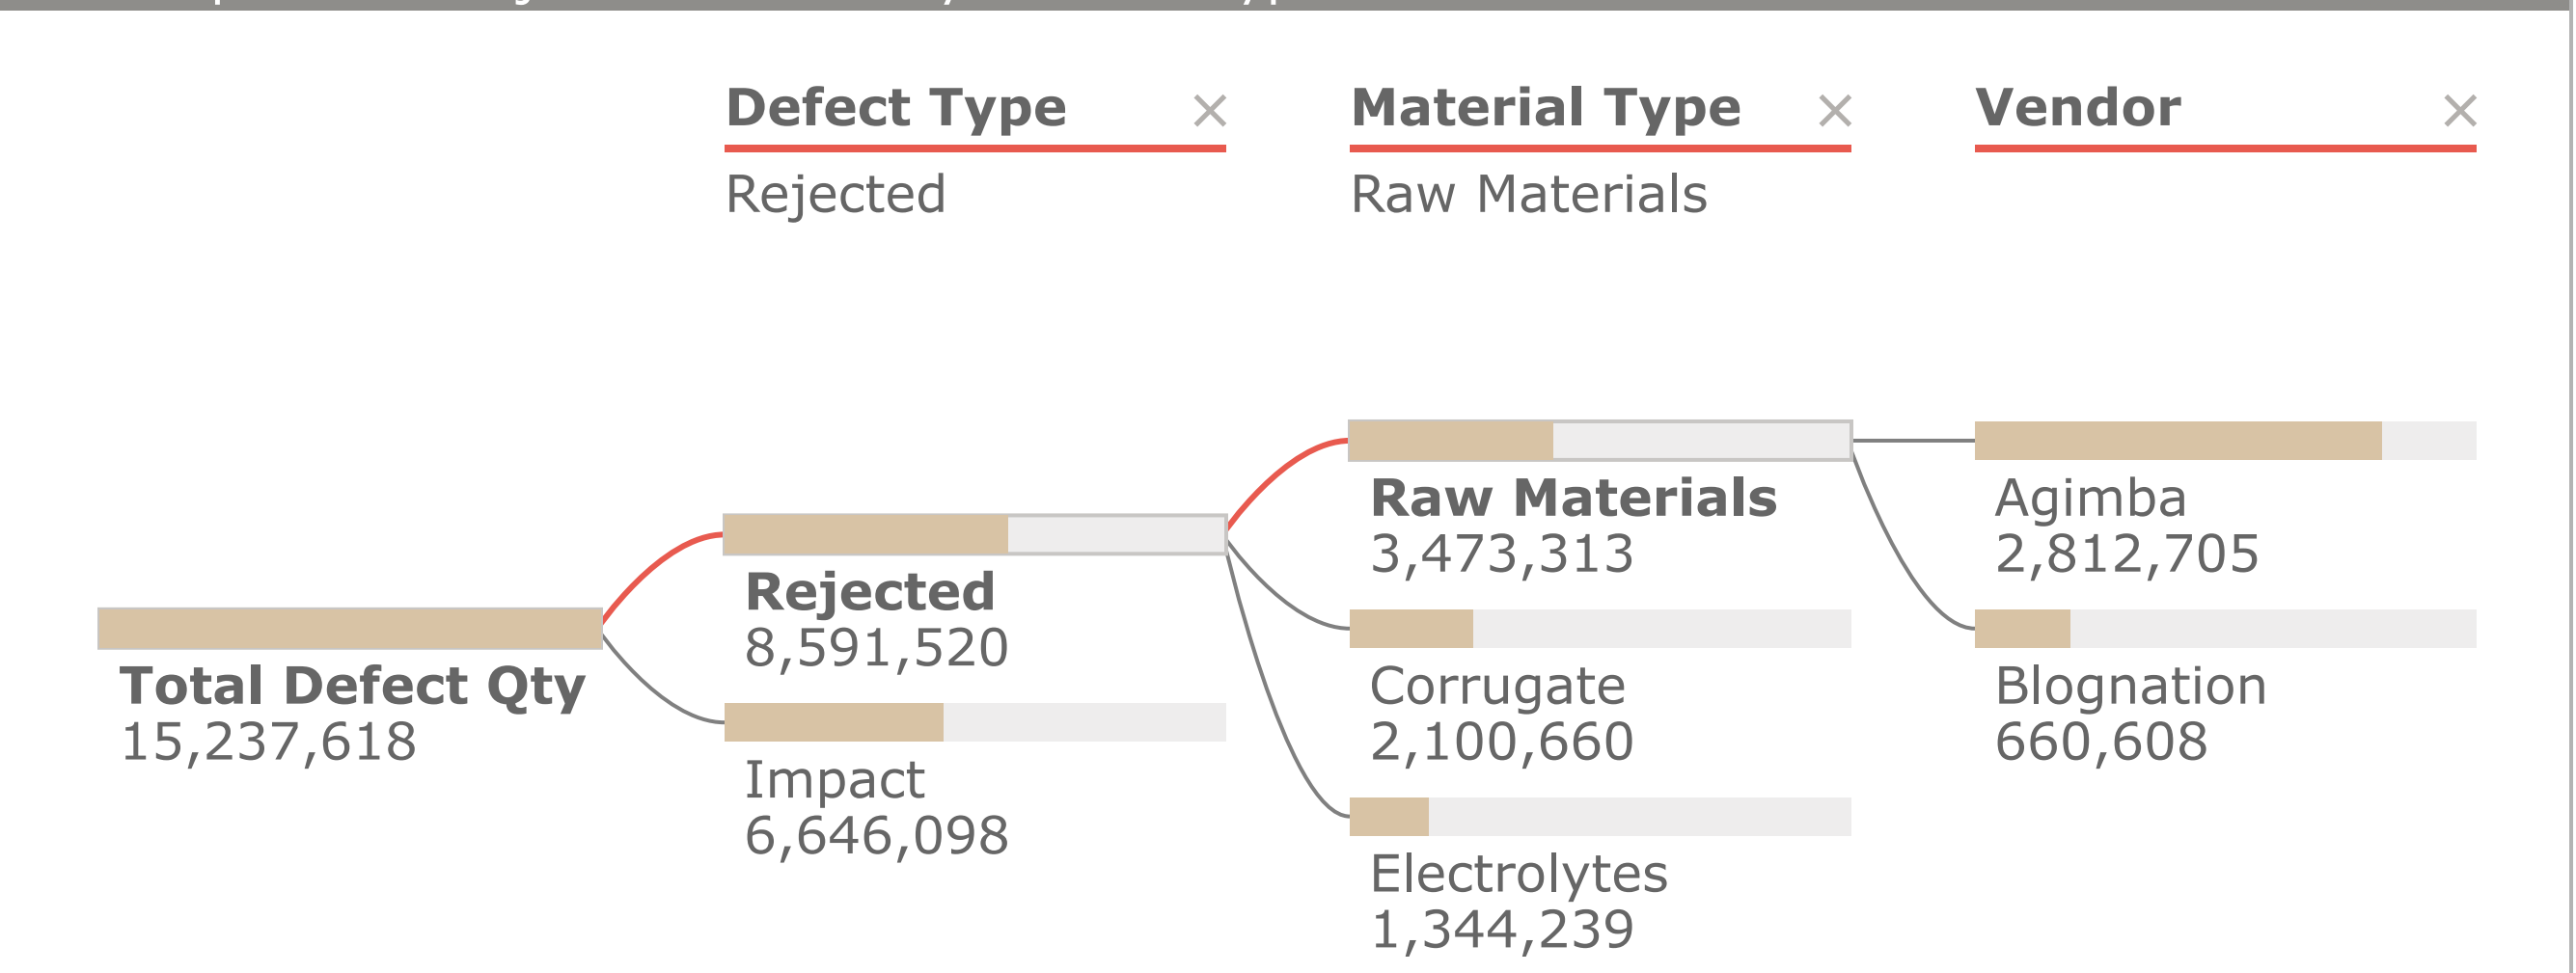 Defect Type
Rejected
Material Type
Raw Materials
Vendor
Total Defect Qty
15,237,618
Rejected
8,591,520
Impact
6,646,098
Raw Materials
3,473,313
Corrugate
2,100,660
Electrolytes
1,344,239
Agimba
2,812,705
Blognation
660,608